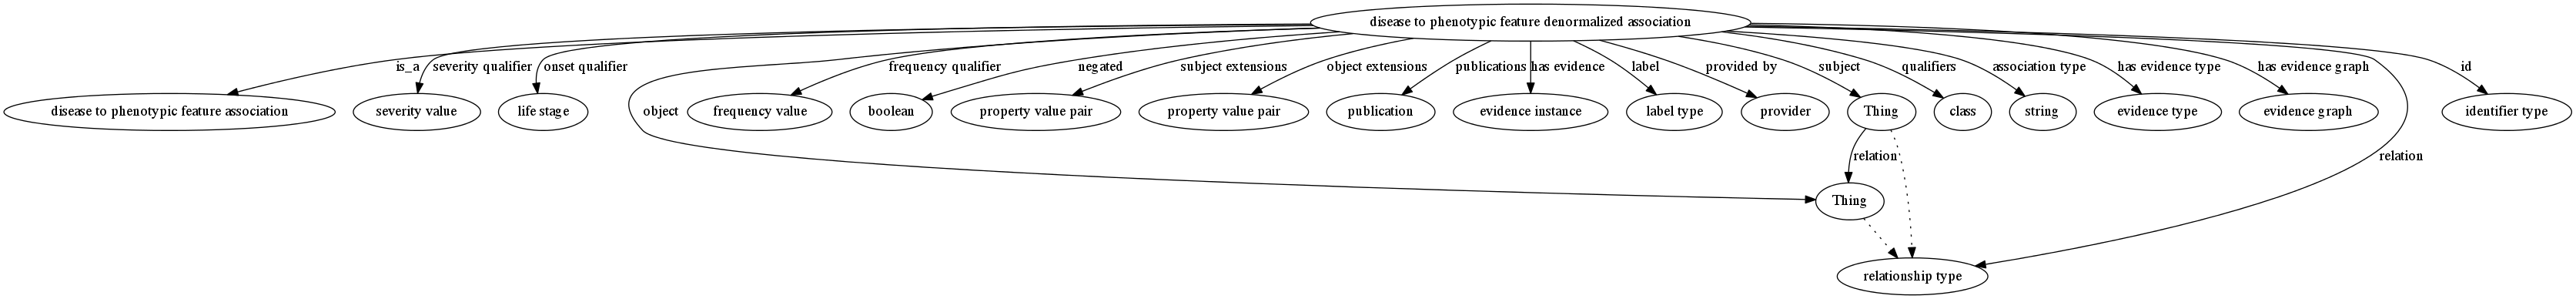 disease to phenotypic feature denormalized association
is_a
severity qualifier
onset qualifier
object
frequency qualifier
negated
subject extensions
object extensions
publications
has evidence
label
provided by
subject
qualifiers
association type
has evidence type
has evidence graph
relation
id
disease to phenotypic feature association
severity value
life stage
frequency value
boolean
property value pair
property value pair
publication
evidence instance
label type
provider
Thing
class
string
evidence type
evidence graph
identifier type
relation
Thing
relationship type